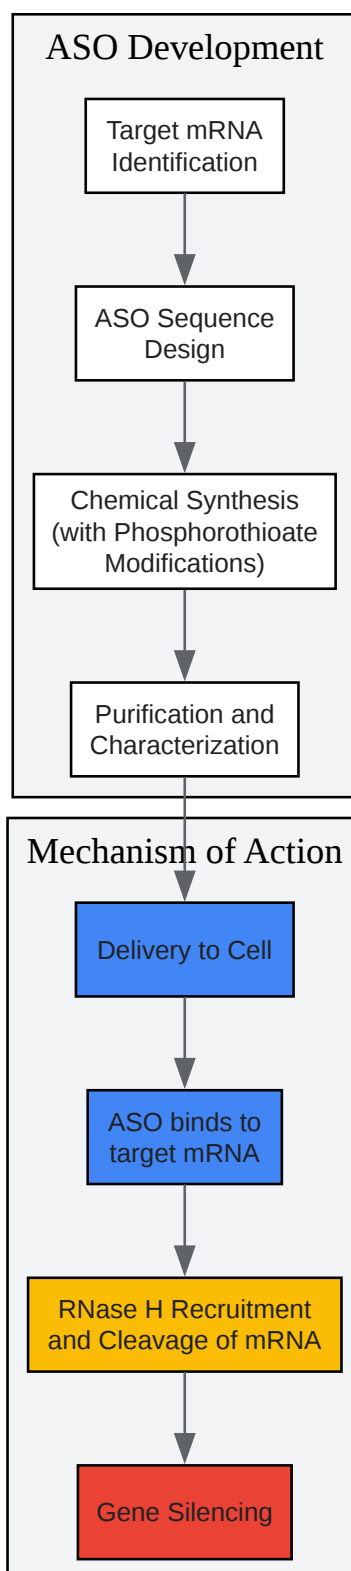 ASO Development
Target mRNA
Identification
ASO Sequence
Design
Chemical Synthesis
(with Phosphorothioate
Modifications)
Purification and
Characterization
Mechanism of Action
Delivery to Cell
ASO binds to
target mRNA
RNase H Recruitment
and Cleavage of mRNA
Gene Silencing